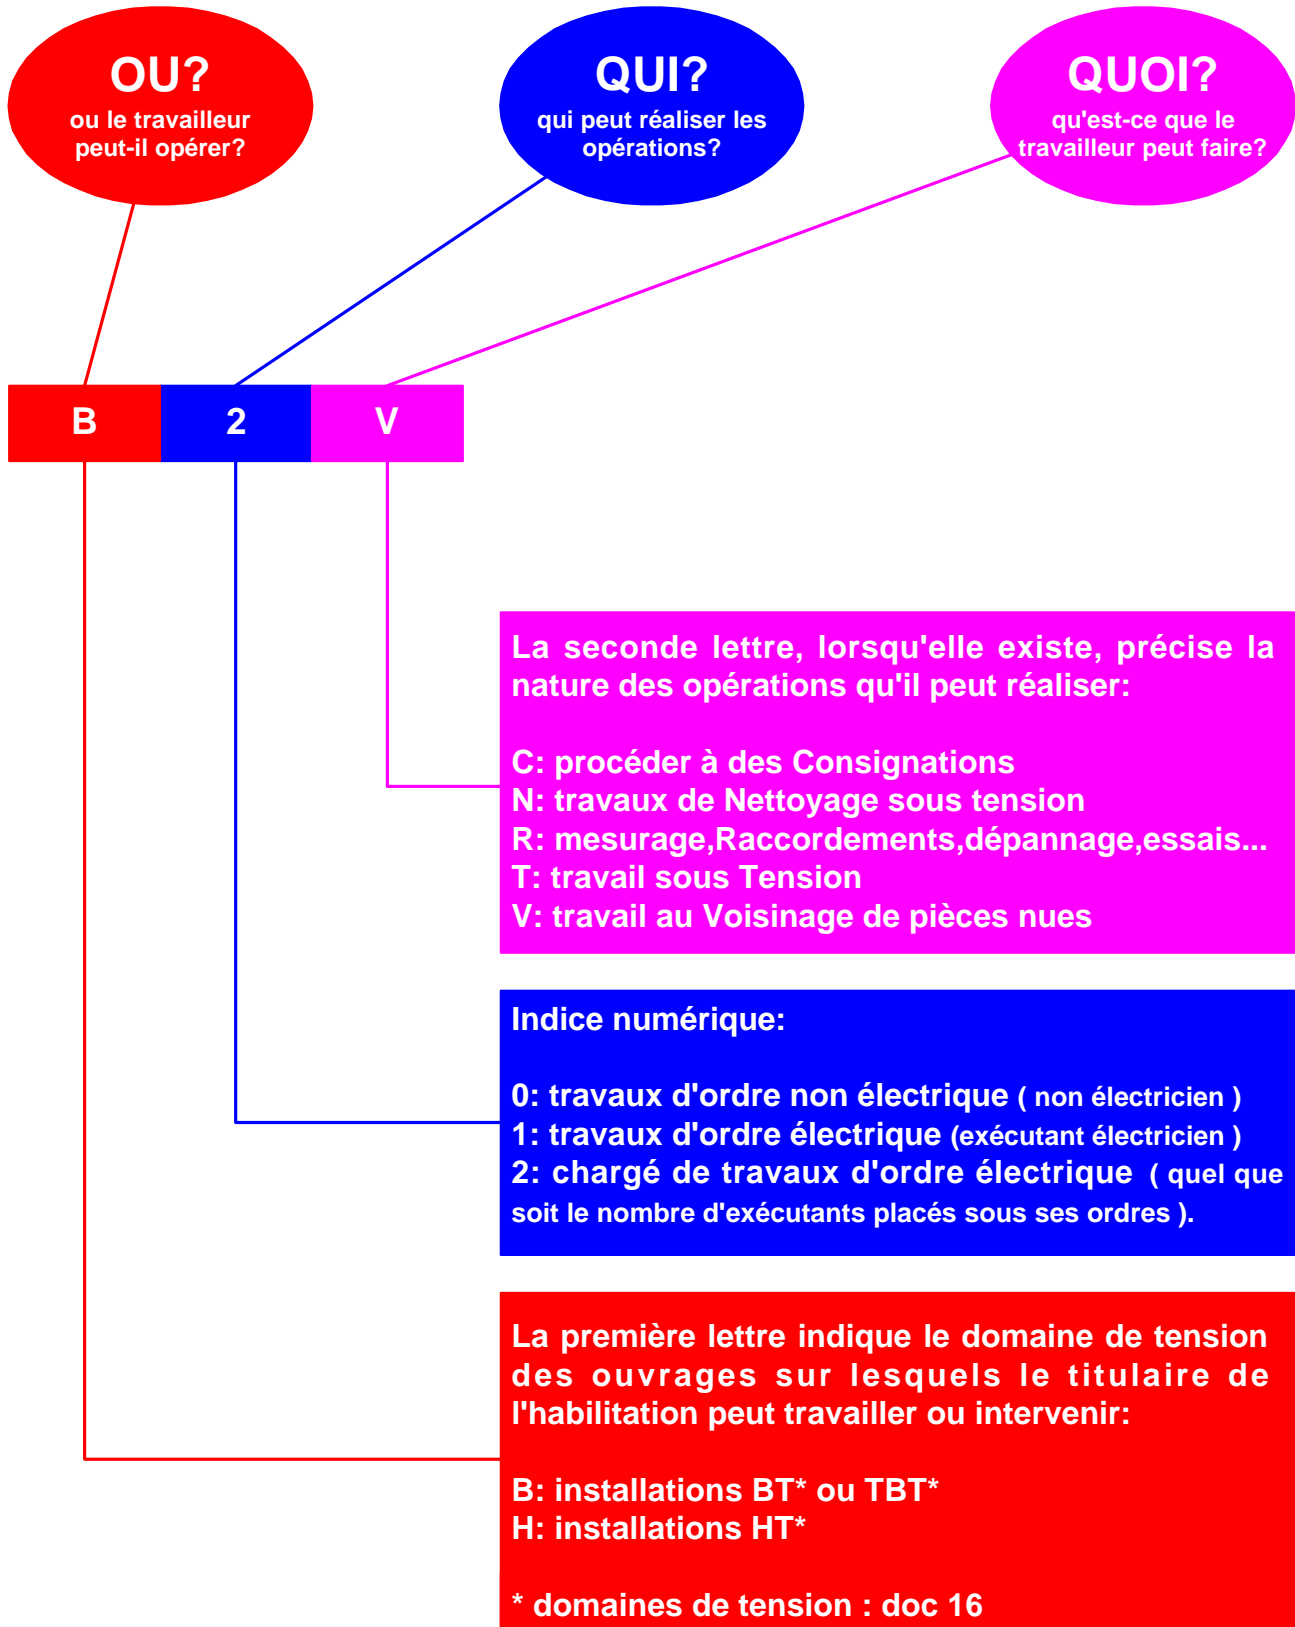 OU?
ou le travailleur
peut-il opérer?
QUI?
qui peut réaliser les
opérations?
QUOI?
qu'est-ce que le
travailleur peut faire?
B 2 V
La seconde lettre, lorsqu'elle existe, précise la
nature des opérations qu'il peut réaliser:
C: procéder à des Consignations
N: travaux de Nettoyage sous tension
R: mesurage,Raccordements,dépannage,essais...
T: travail sous Tension
V: travail au Voisinage de pièces nues
Indice numérique:
0: travaux d'ordre non électrique ( non électricien )
1: travaux d'ordre électrique (exécutant électricien )
2: chargé de travaux d'ordre électrique ( quel que
soit le nombre d'exécutants placés sous ses ordres ).
La première lettre indique le domaine de tension
des ouvrages sur lesquels le titulaire de
l'habilitation peut travailler ou intervenir:
B: installations BT* ou TBT*
H: installations HT*
* domaines de tension : doc 16